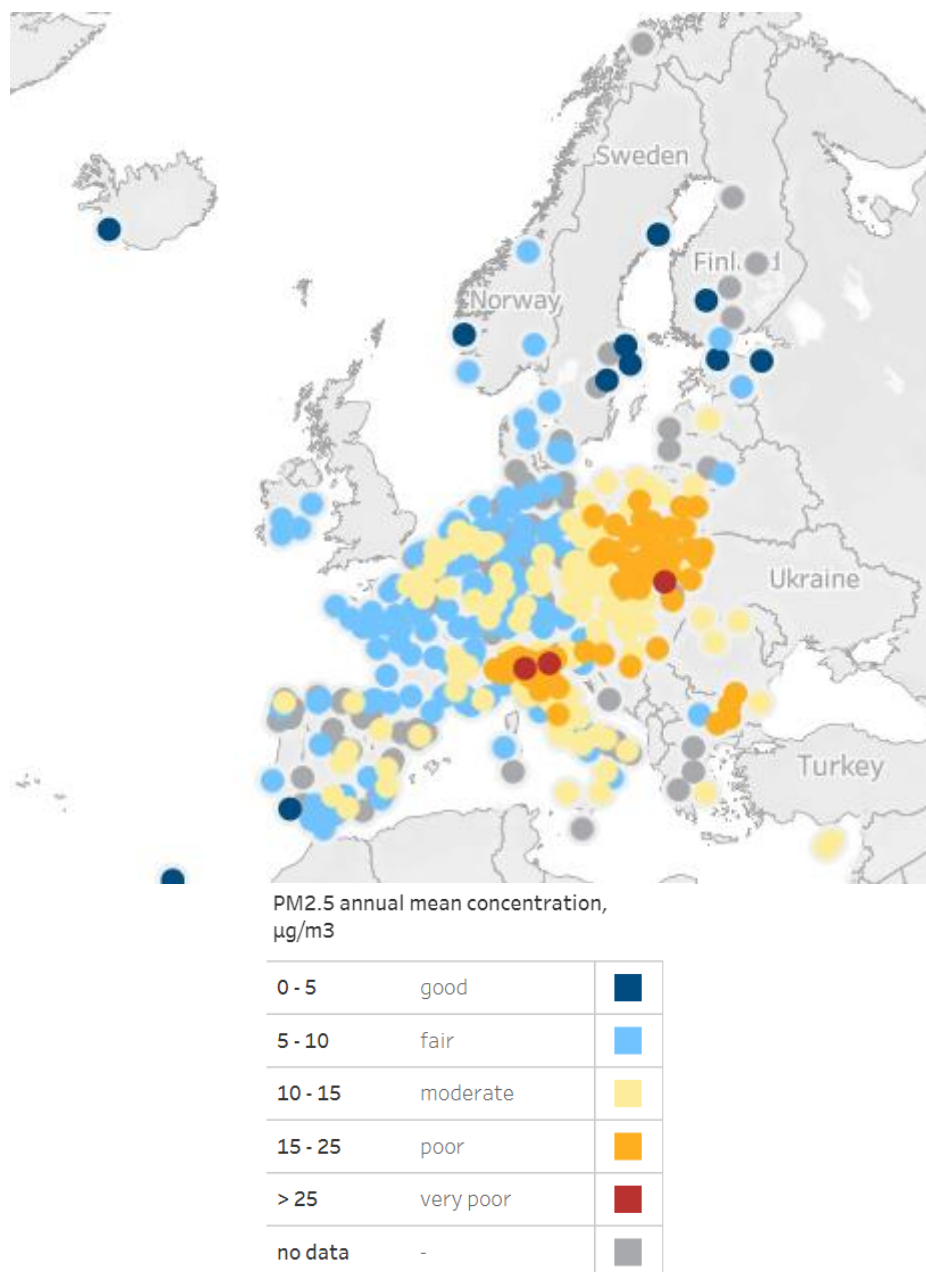 Sweden
Finland
Norway
Ukraine
Turkey
PM2.5 annual mean concentration,
µg/m3
0 - 5 good
5 - 10 fair
10 - 15 moderate
15 - 25 poor
> 25 very poor
no data -